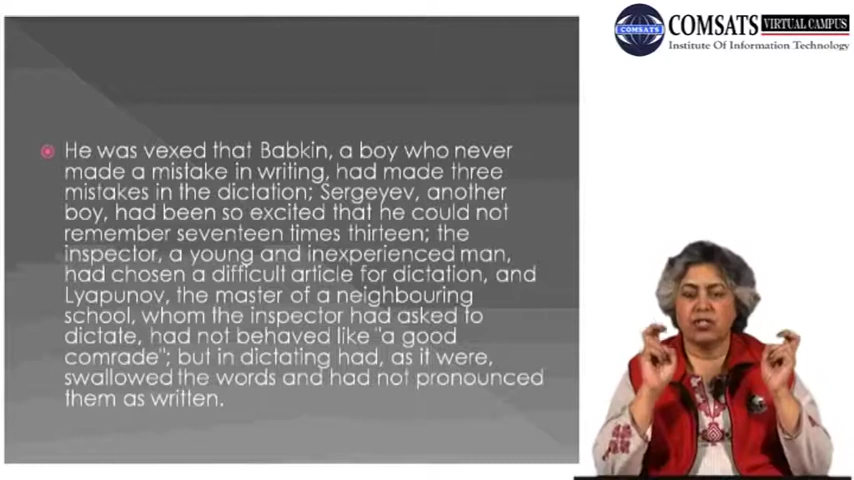 COMSATS VIRTUAL CAMPUS
Institute Of Information Technology
COMSATS
He was vexed that Babkin, a boy who never
made a mistake in writing, had made three
mistakes in the dictation; Sergeyev, another
boy, had been so excited that he could not
remember seventeen times thirteen; the
inspector, a young and inexperienced man,
had chosen a difficult article for dictation, and
Lyapunov, the master of a neighbouring
school, whom the inspector had asked to
dictate, had not behaved like "a good
comrade"; but in dictating had, as it were,
swallowed the words and had not pronounced
them as written.